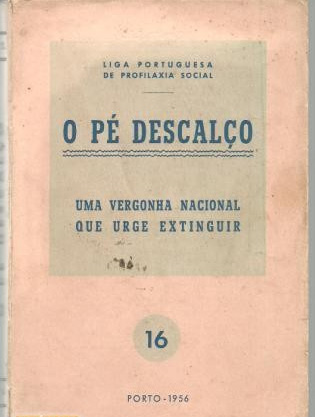 LIGA PORTUGUESA
DE PROFILAXIA SOCIAL
O PÉ DESCALÇO
UMA VERGONHA NACIONAL
QUE URGE EXTINGUIR
16
PORTO - 1956